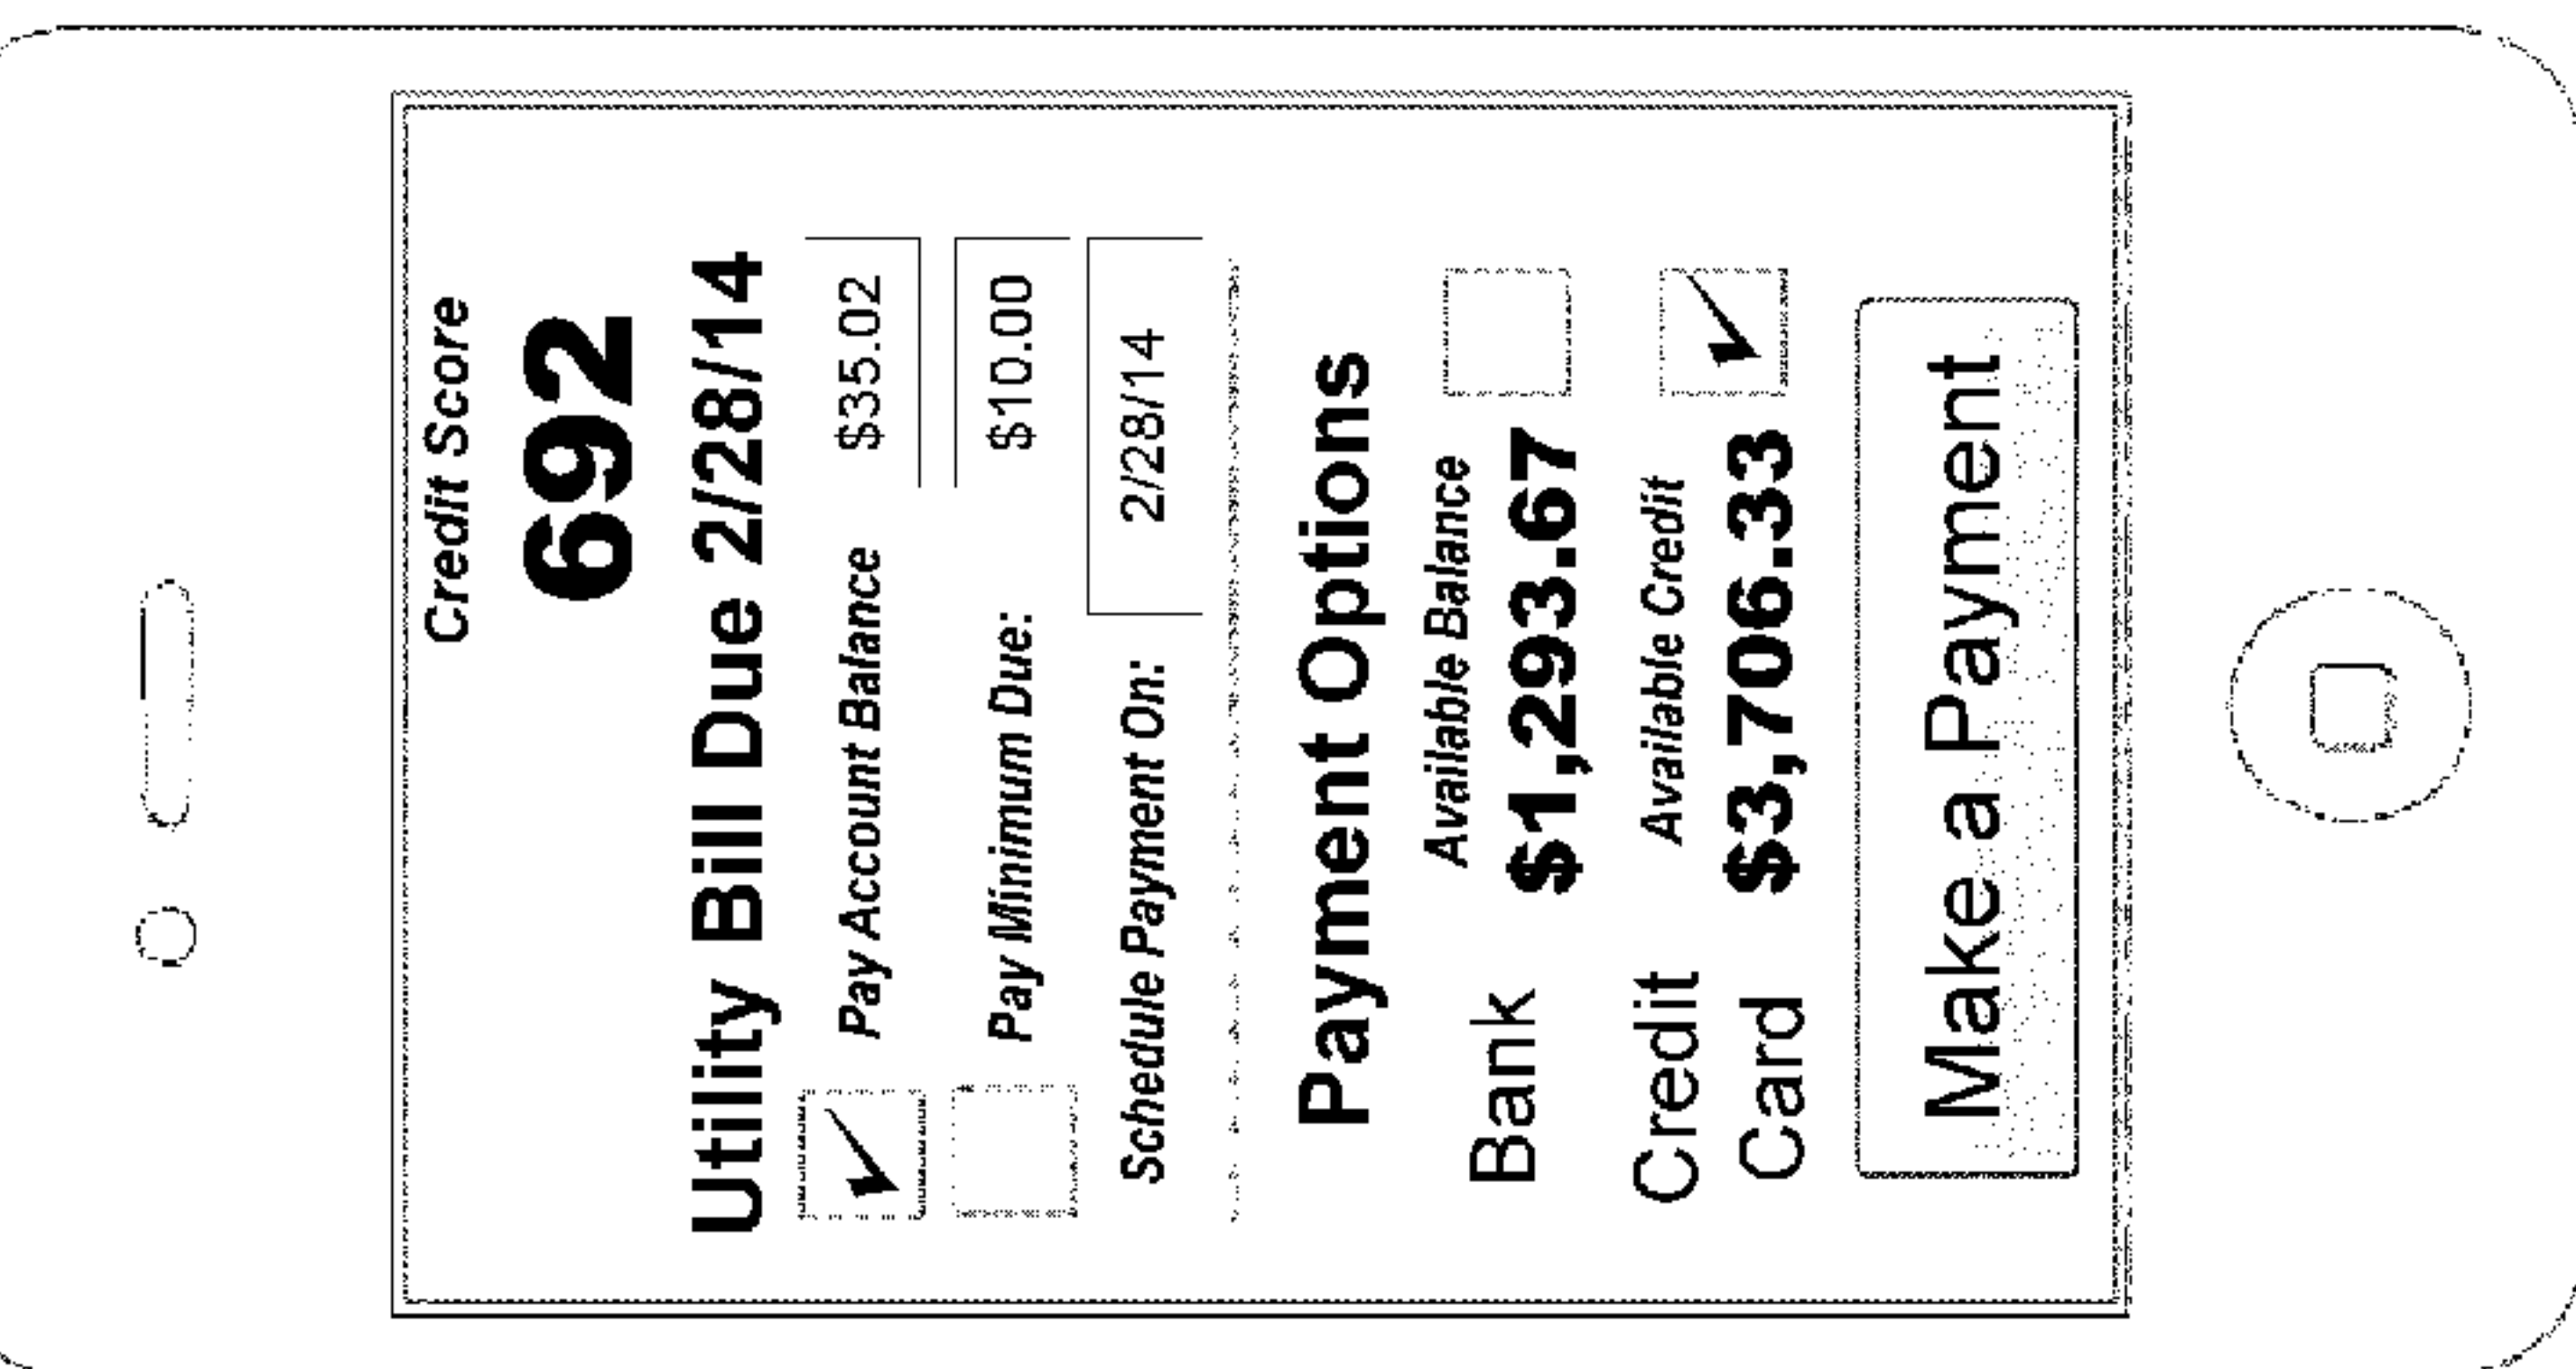 Credit Score
692
Utility Bill Due 2/28/14
Pay Account Balance $35.02
Pay Minimum Due: $10.00
Schedule Payment On: 2/28/14
Payment Options
Available Balance
Bank $1,293.67
Credit Available Credit
Card $3,706.33
Make a Payment